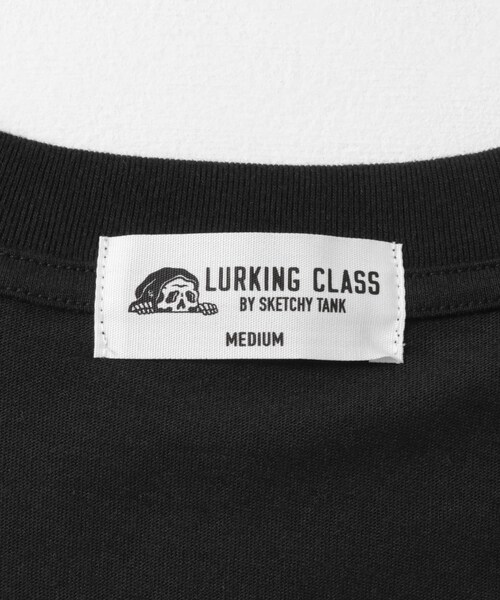 LURKING CLASS
BY SKETCHY TANK
MEDIUM